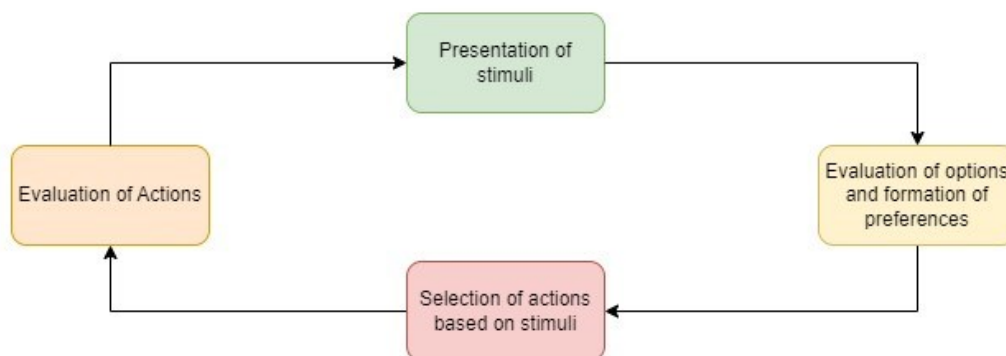 Presentation of
stimuli
Evaluation of Actions
Evaluation of options
and formation of
preferences
Selection of actions
based on stimuli